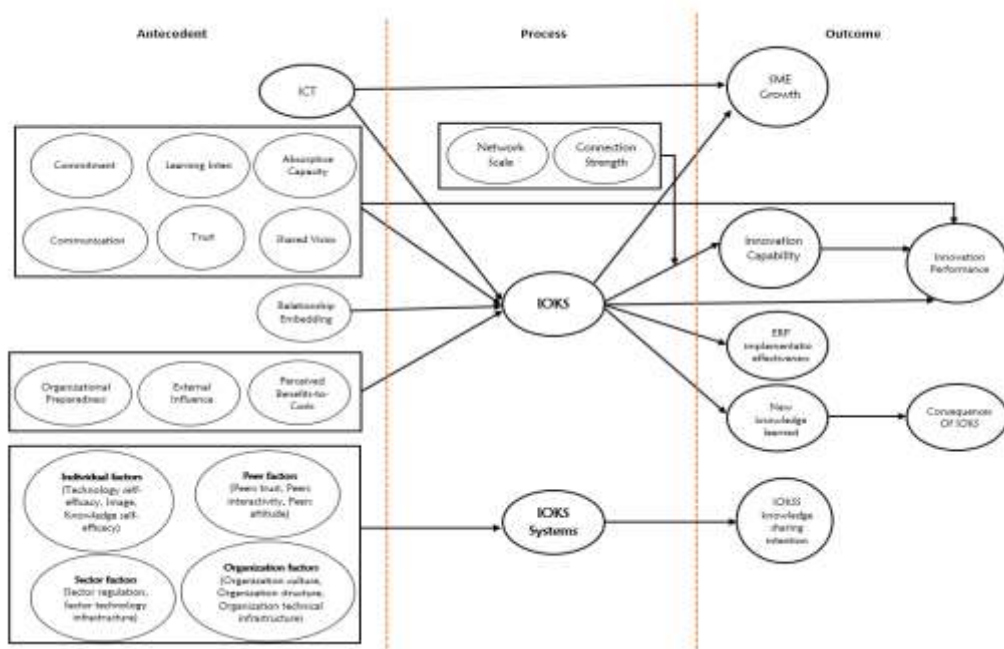 Antecedent
Process
Outcome
ICT
SME
Growth
Network
Scale
Connection
Strength
Commitment
Learning Inten
Absorptive
Capacity
Communication
Trust
Shared Vision
Innovation
Capability
Innovation
Performance
IOKS
Relationship
Embedding
ERP
implementatio
effectiveness
Organizational
Preparedness
External
Influence
Perceived
Benefits-to-
Costs
New
knowledge
learned
Consequences
Of IOKS
Individual factors
(Technology self-
efficacy, Image,
Knowledge self-
efficacy)
Peer factors
(Peers trust, Peers
interactivity, Peers
attitude)
IOKS
Systems
IOKSS
knowledge
sharing
intention
Sector factors
(Sector regulation,
Sector technology
infrastructure)
Organization factors
(Organization culture,
Organization structure,
Organization technical
infrastructure)